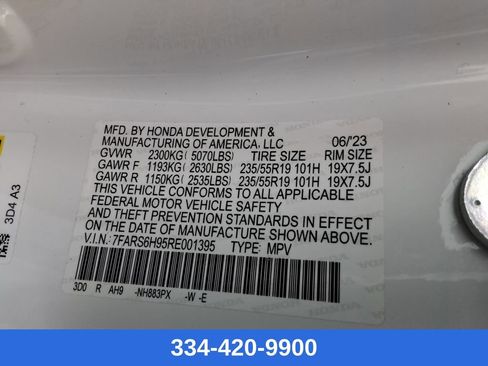 MFD. BY HONDA DEVELOPMENT &
MANUFACTURING OF AMERICA, LLC 06/23
GVWR 2300KG ( 5070LBS) TIRE SIZE RIM SIZE
GAWR F 1193KG ( 2630LBS) 235/55R19 101H 19X7.5J
GAWR R 1150KG ( 2535LBS) 235/55R19 101H 19X7.5J
THIS VEHICLE CONFORMS TO ALL APPLICABLE
FEDERAL MOTOR VEHICLE SAFETY
AND THEFT PREVENTION STANDARDS IN EFFECT
ON THE DATE OF MANUFACTURE SHOWN ABOVE.
V.I.N.: 7FARS6H95RE001395 TYPE: MPV
3D0 R AH9 -NH883PX -W -E
3D4 A3
334-420-9900